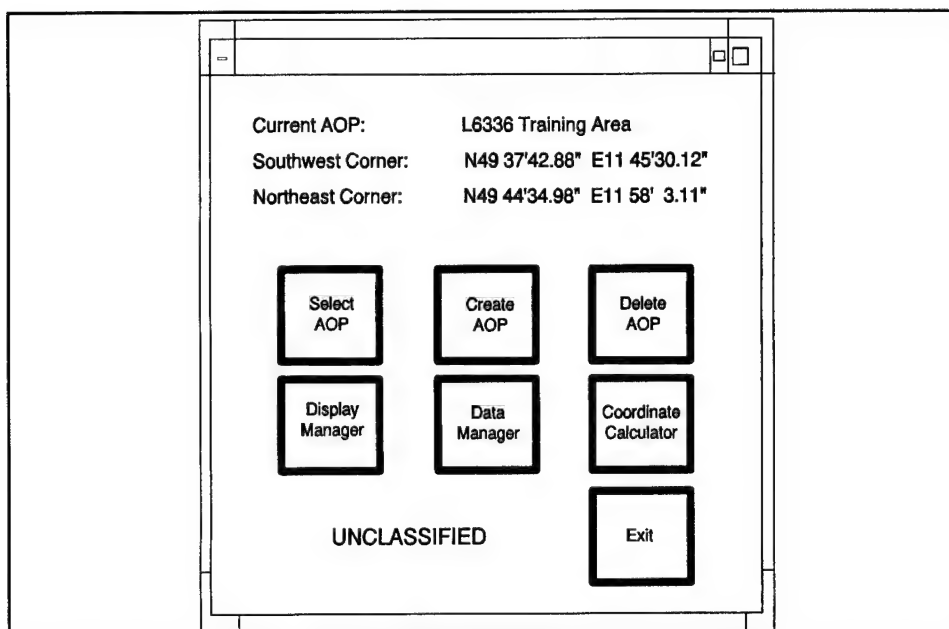 Current AOP: L6336 Training Area
Southwest Corner: N49 37'42.88" E11 45'30.12"
Northeast Corner: N49 44'34.98" E11 58' 3.11"
Select
AOP
Create
AOP
Delete
AOP
Display
Manager
Data
Manager
Coordinate
Calculator
UNCLASSIFIED
Exit